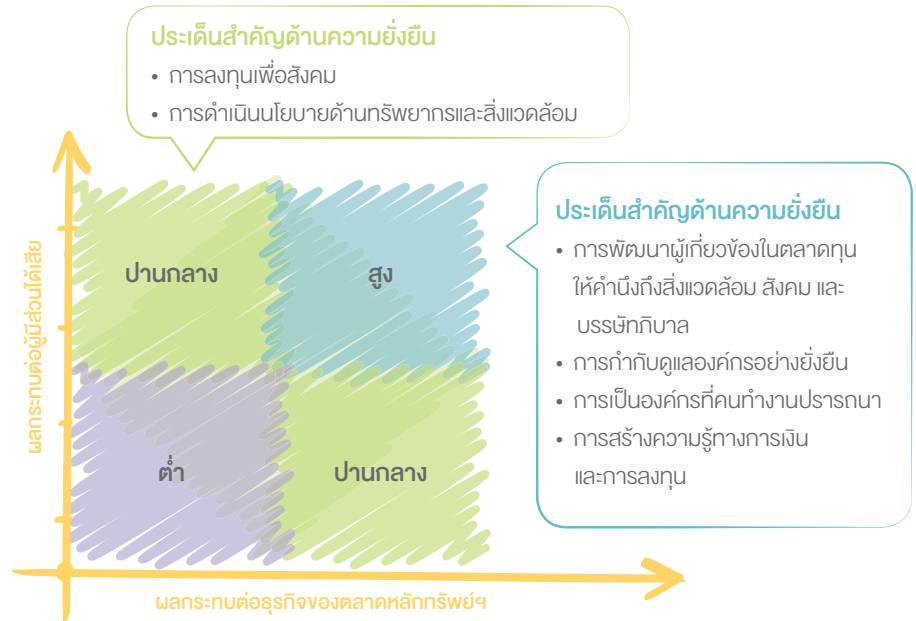 ประเด็นสำคัญด้านความยั่งยืน
• การลงทุนเพื่อสังคม
• การดำเนินนโยบายด้านทรัพยากรและสิ่งแวดล้อม
ประเด็นสำคัญด้านความยั่งยืน
• การพัฒนาผู้เกี่ยวข้องในตลาดทุน
ให้คำนึงถึงสิ่งแวดล้อม สังคม และ
บรรษัทภิบาล
• การกำกับดูแลองค์กรอย่างยั่งยืน
• การเป็นองค์กรที่คนทำงานปรารถนา
• การสร้างความรู้ทางการเงิน
และการลงทุน
ผลกระทบต่อผู้มีส่วนได้เสีย
ปานกลาง
สูง
ต่ำ
ปานกลาง
ผลกระทบต่อธุรกิจของตลาดหลักทรัพย์ฯ